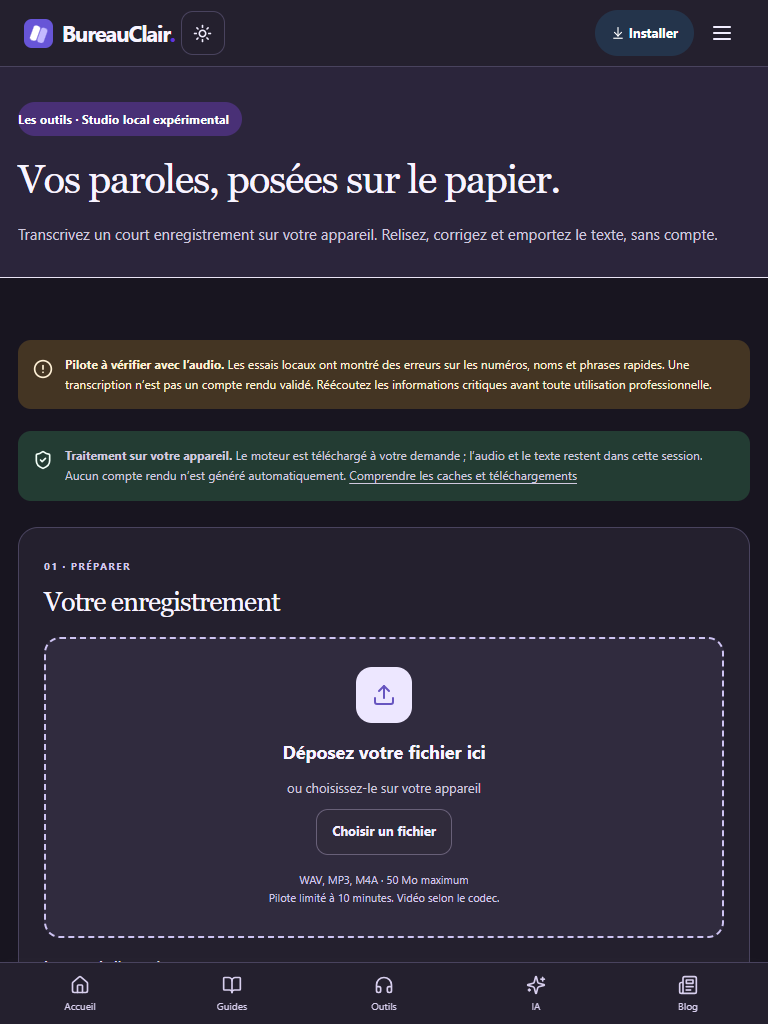 BureauClair.
Installer
Les outils · Studio local expérimental
Vos paroles, posées sur le papier.
Transcrivez un court enregistrement sur votre appareil. Relisez, corrigez et emportez le texte, sans compte.
Pilote à vérifier avec l’audio. Les essais locaux ont montré des erreurs sur les numéros, noms et phrases rapides. Une
transcription n’est pas un compte rendu validé. Réécoutez les informations critiques avant toute utilisation professionnelle.
Traitement sur votre appareil. Le moteur est téléchargé à votre demande ; l’audio et le texte restent dans cette session.
Aucun compte rendu n’est généré automatiquement. Comprendre les caches et téléchargements
01 · PRÉPARER
Votre enregistrement
Déposez votre fichier ici
ou choisissez-le sur votre appareil
Choisir un fichier
WAV, MP3, M4A · 50 Mo maximum
Pilote limité à 10 minutes. Vidéo selon le codec.
Accueil
Guides
Outils
IA
Blog